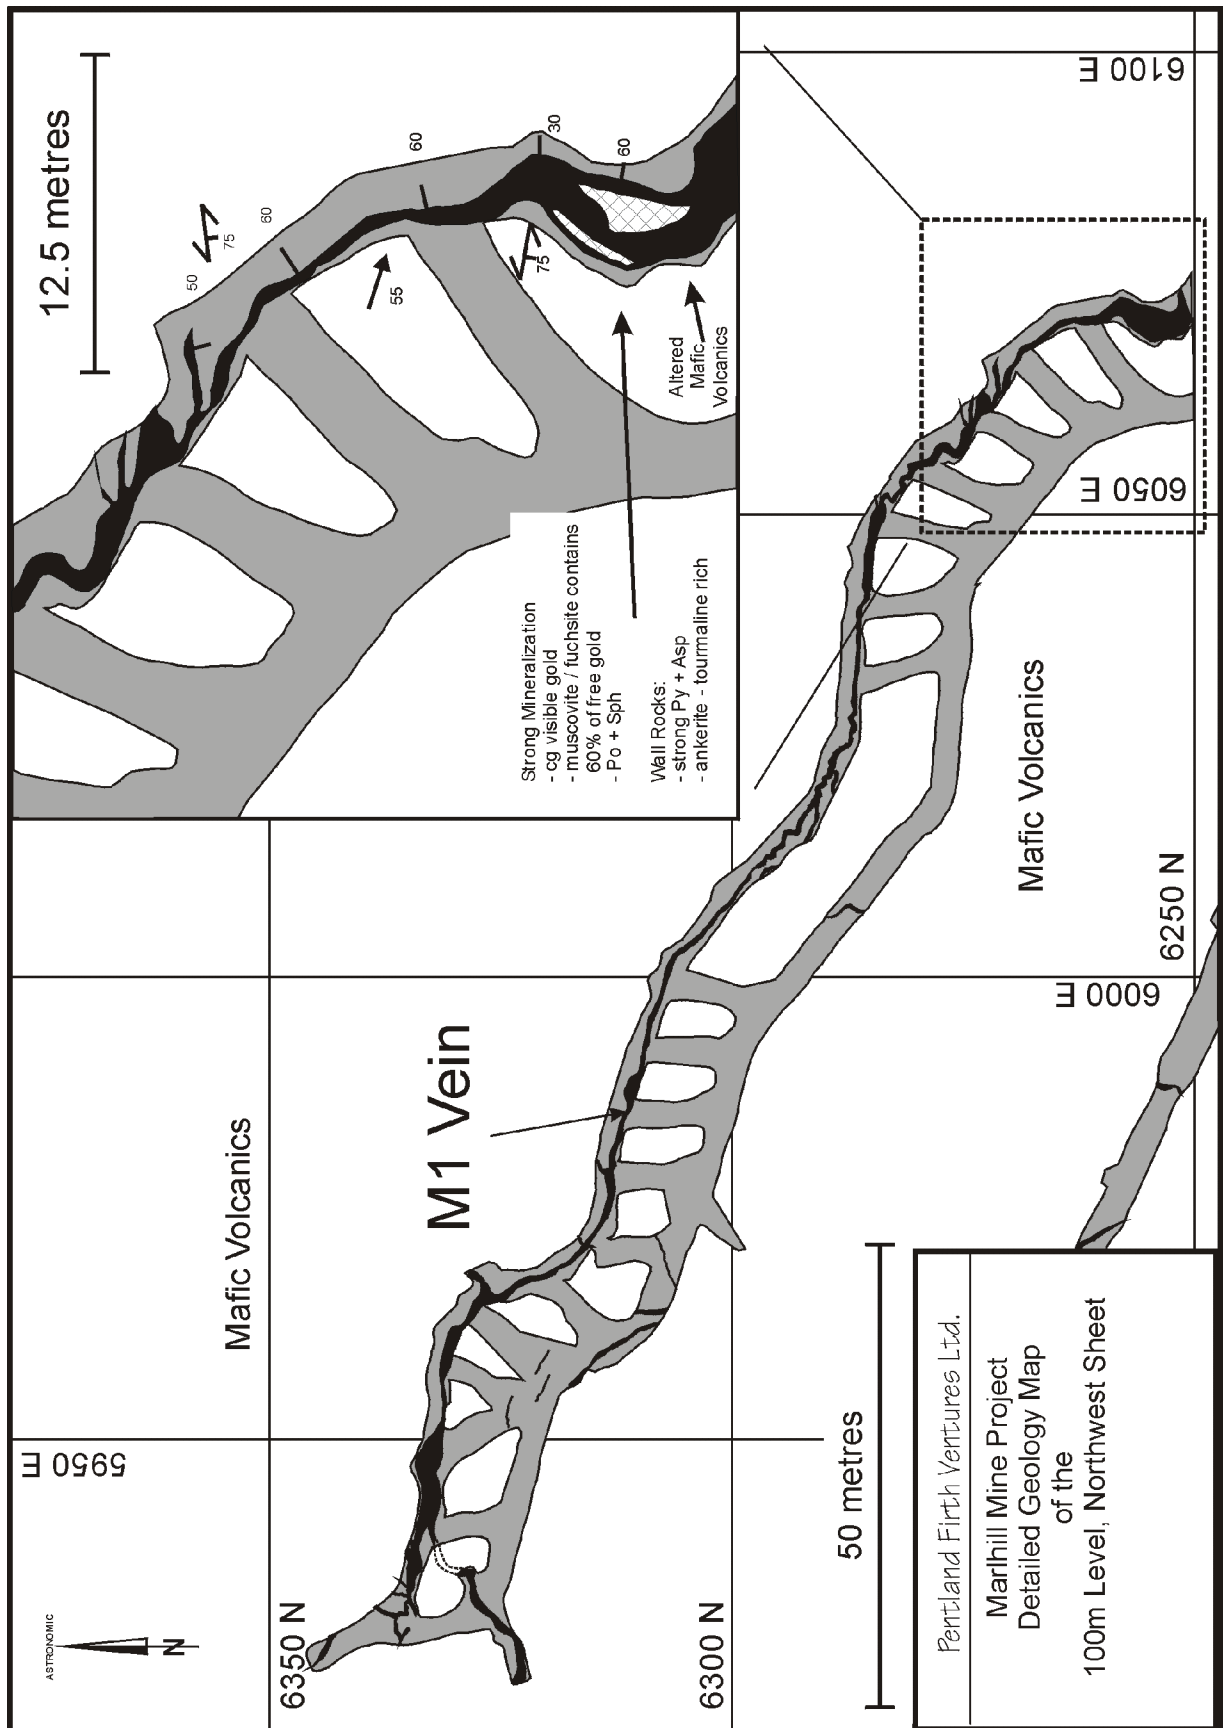 ASTRONOMIC
N
6350 N
6300 N
6250 N
5950 E
6000 E
6050 E
6100 E
Mafic Volcanics
M1 Vein
Mafic Volcanics
50 metres
12.5 metres
50
75
60
55
60
75
30
60
Altered
Mafic
Volcanics
Strong Mineralization
- cg visible gold
- muscovite / fuchsite contains
60% of free gold
- Po + Sph
Wall Rocks:
- strong Py + Asp
- ankerite - tourmaline rich
Pentland Firth Ventures Ltd.
Marlhill Mine Project
Detailed Geology Map
of the
100m Level, Northwest Sheet